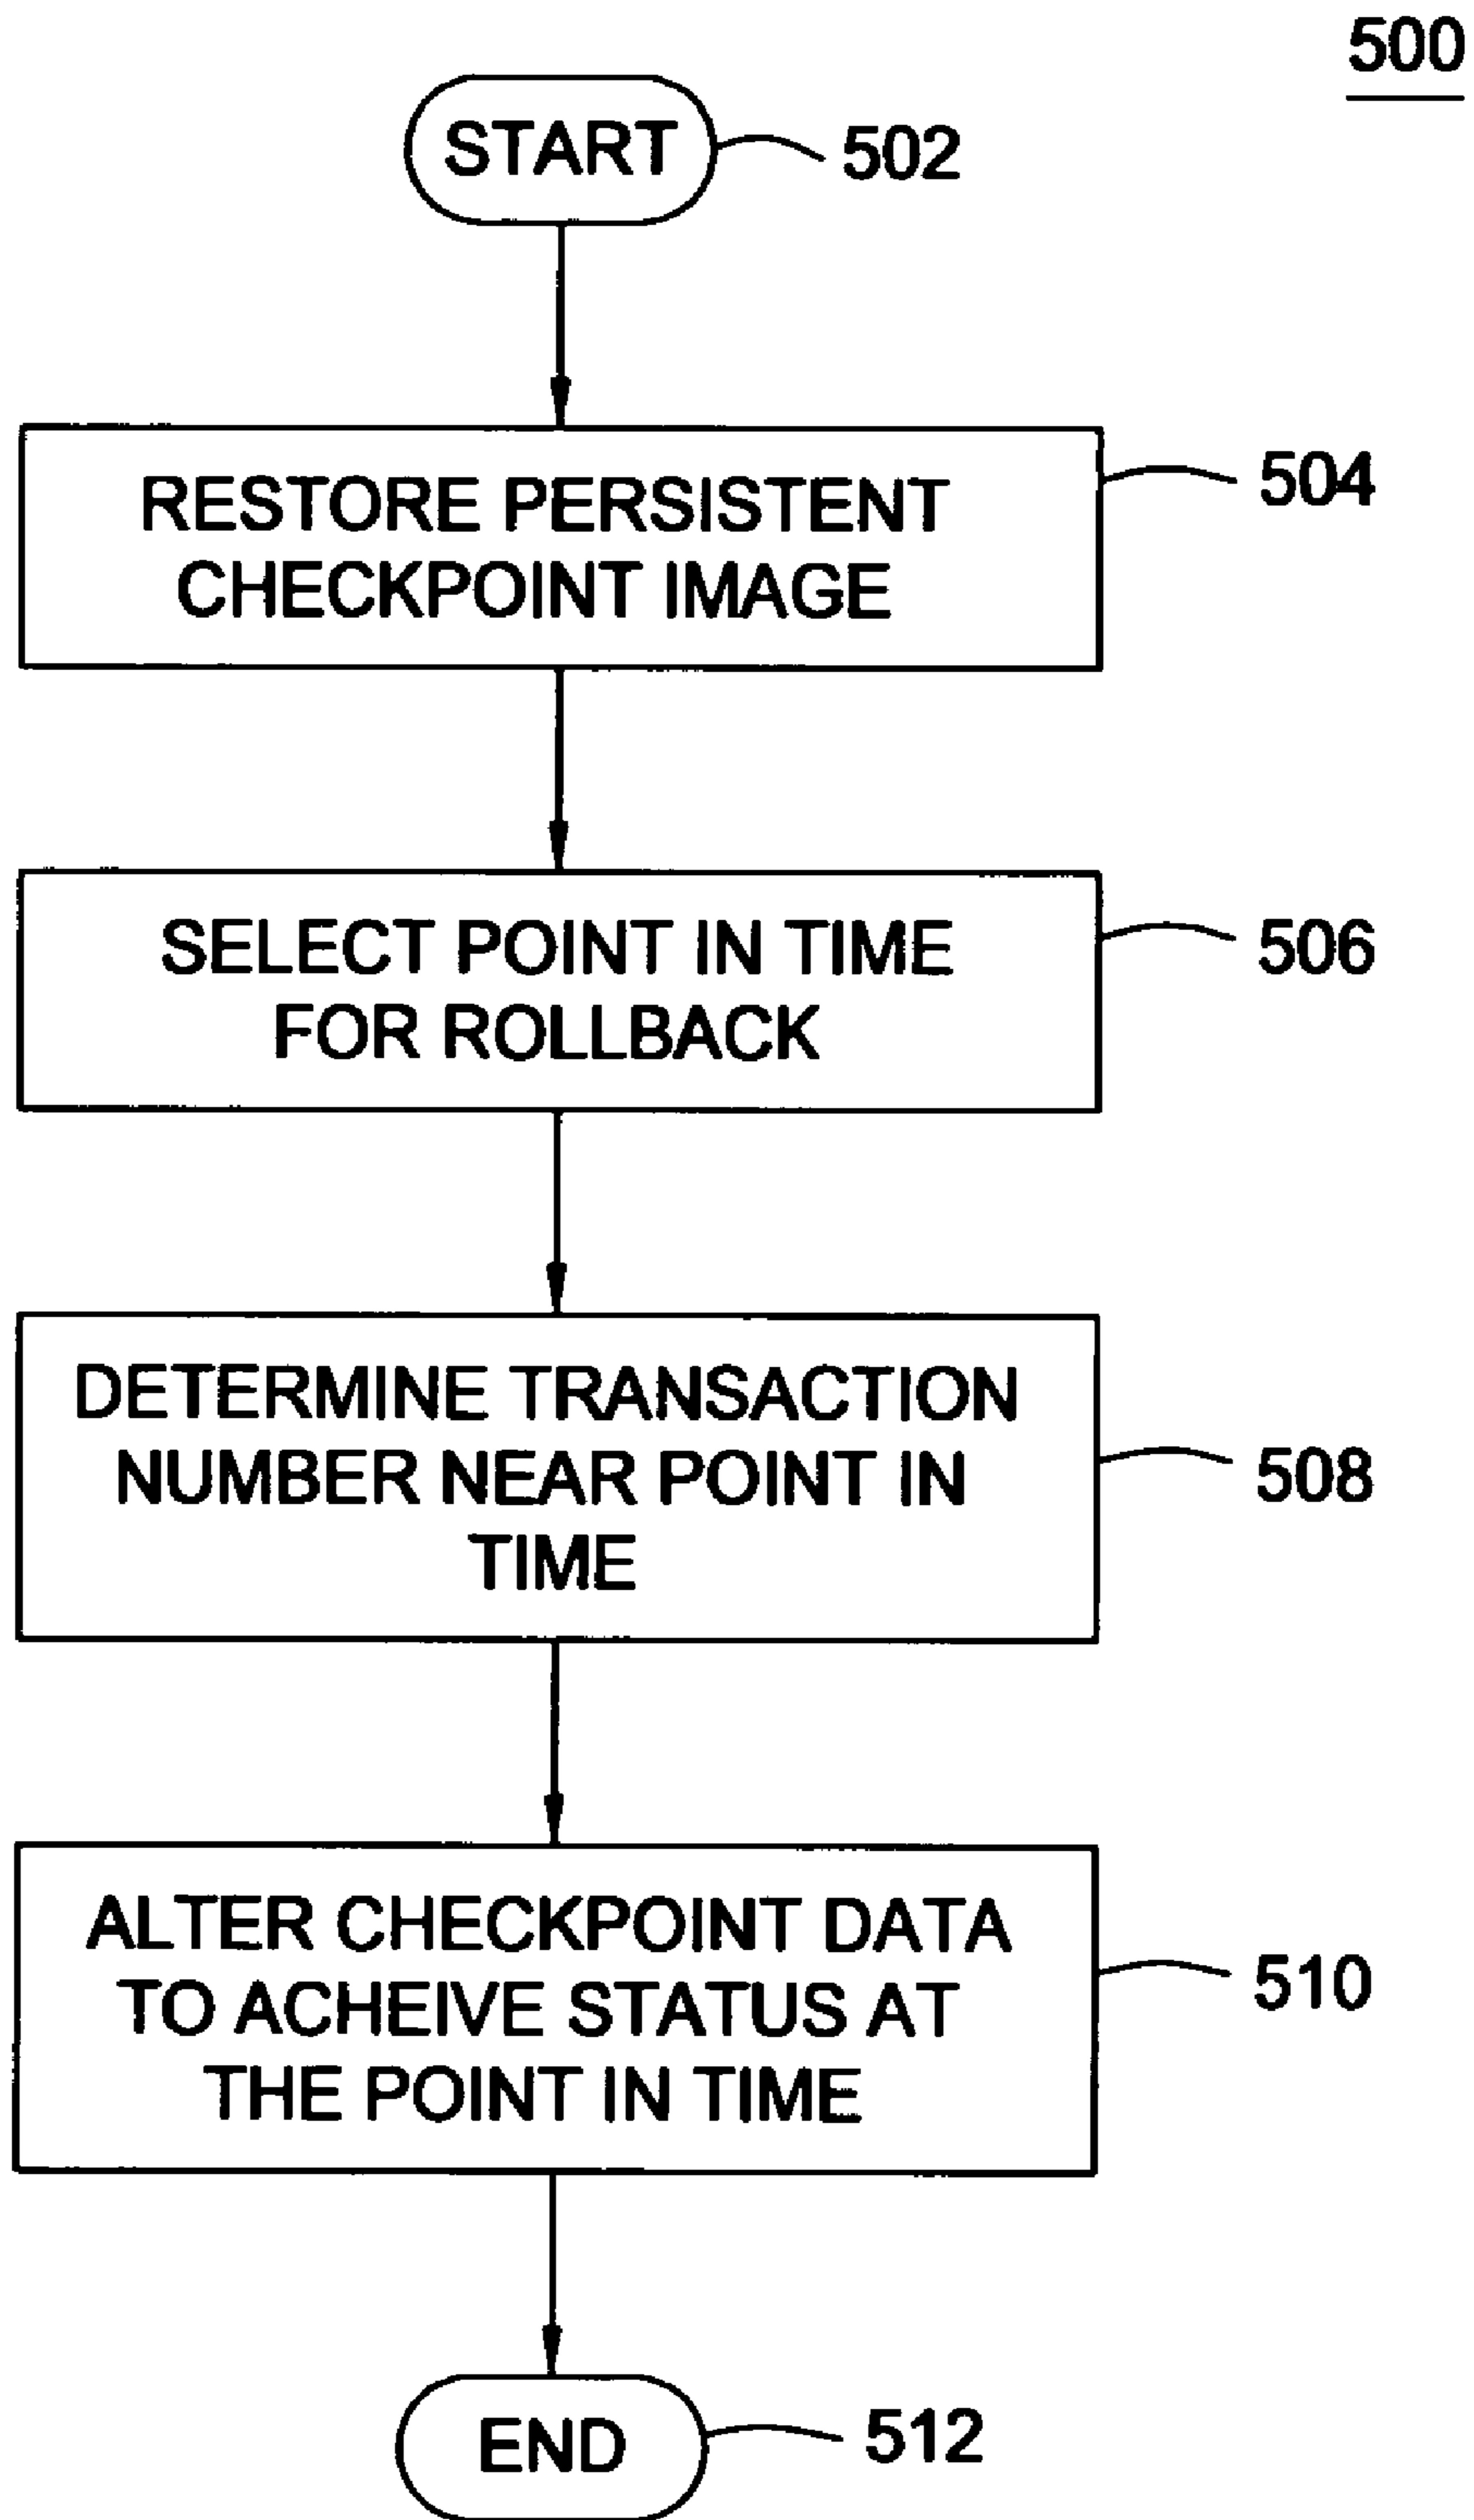 500
START
502
RESTORE PERSISTENT
CHECKPOINT IMAGE
504
SELECT POINT IN TIME
FOR ROLLBACK
506
DETERMINE TRANSACTION
NUMBER NEAR POINT IN
TIME
508
ALTER CHECKPOINT DATA
TO ACHEIVE STATUS AT
THE POINT IN TIME
510
END
512